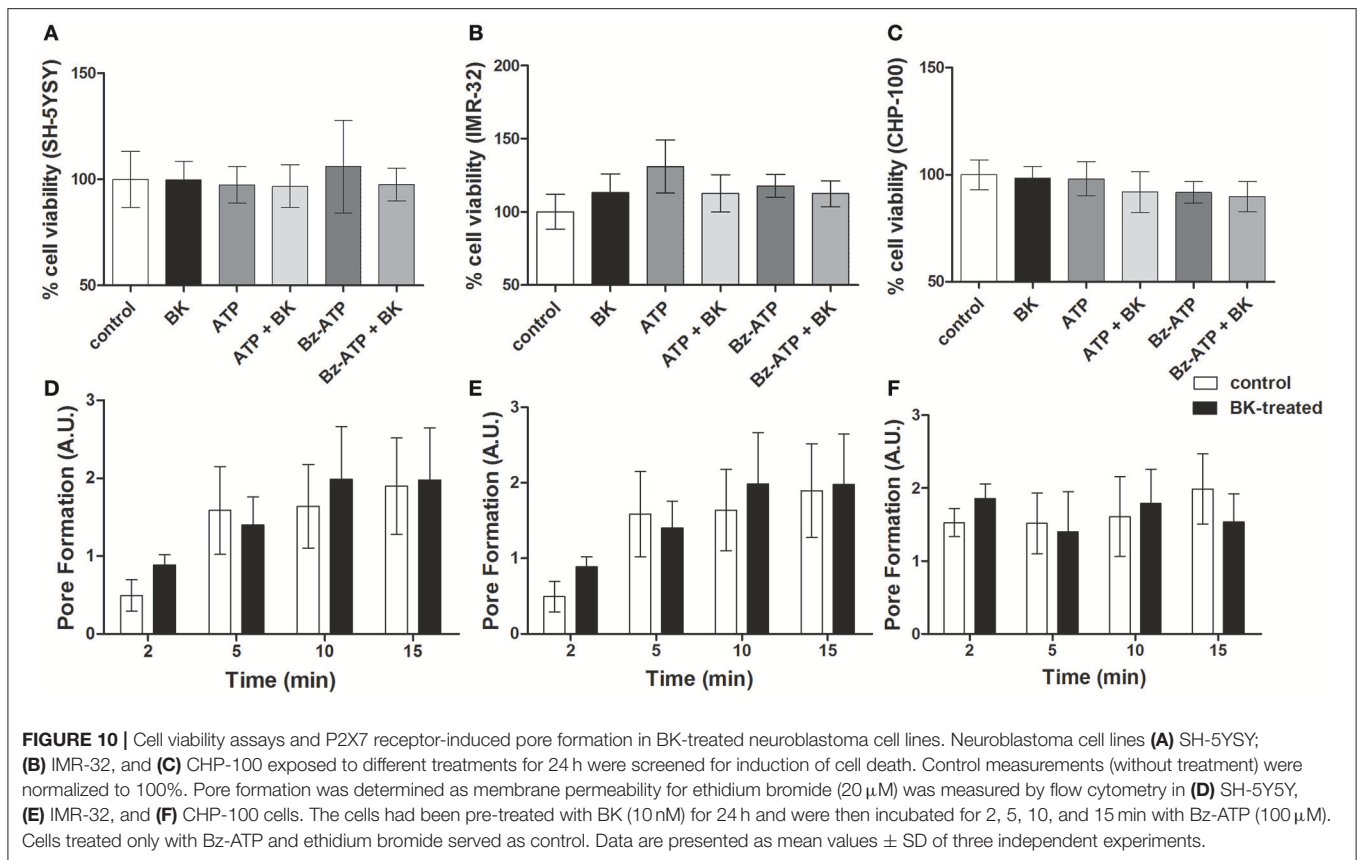 A
% cell viability (SH-5YSY)
150
100
50
control
BK
ATP
ATP + BK
Bz-ATP
Bz-ATP + BK
B
% cell viability (IMR-32)
200
150
100
50
control
BK
ATP
ATP + BK
Bz-ATP
Bz-ATP + BK
C
% cell viability (CHP-100)
150
100
50
control
BK
ATP
ATP + BK
Bz-ATP
Bz-ATP + BK
D
Pore Formation (A.U.)
3
2
1
0
2
5
10
15
Time (min)
E
Pore Formation (A.U.)
3
2
1
0
2
5
10
15
Time (min)
F
control
BK-treated
Pore Formation (A.U.)
3
2
1
0
2
5
10
15
Time (min)
FIGURE 10 | Cell viability assays and P2X7 receptor-induced pore formation in BK-treated neuroblastoma cell lines. Neuroblastoma cell lines (A) SH-5YSY;
(B) IMR-32, and (C) CHP-100 exposed to different treatments for 24 h were screened for induction of cell death. Control measurements (without treatment) were
normalized to 100%. Pore formation was determined as membrane permeability for ethidium bromide (20 μM) was measured by flow cytometry in (D) SH-5Y5Y,
(E) IMR-32, and (F) CHP-100 cells. The cells had been pre-treated with BK (10 nM) for 24 h and were then incubated for 2, 5, 10, and 15 min with Bz-ATP (100 μM).
Cells treated only with Bz-ATP and ethidium bromide served as control. Data are presented as mean values ± SD of three independent experiments.